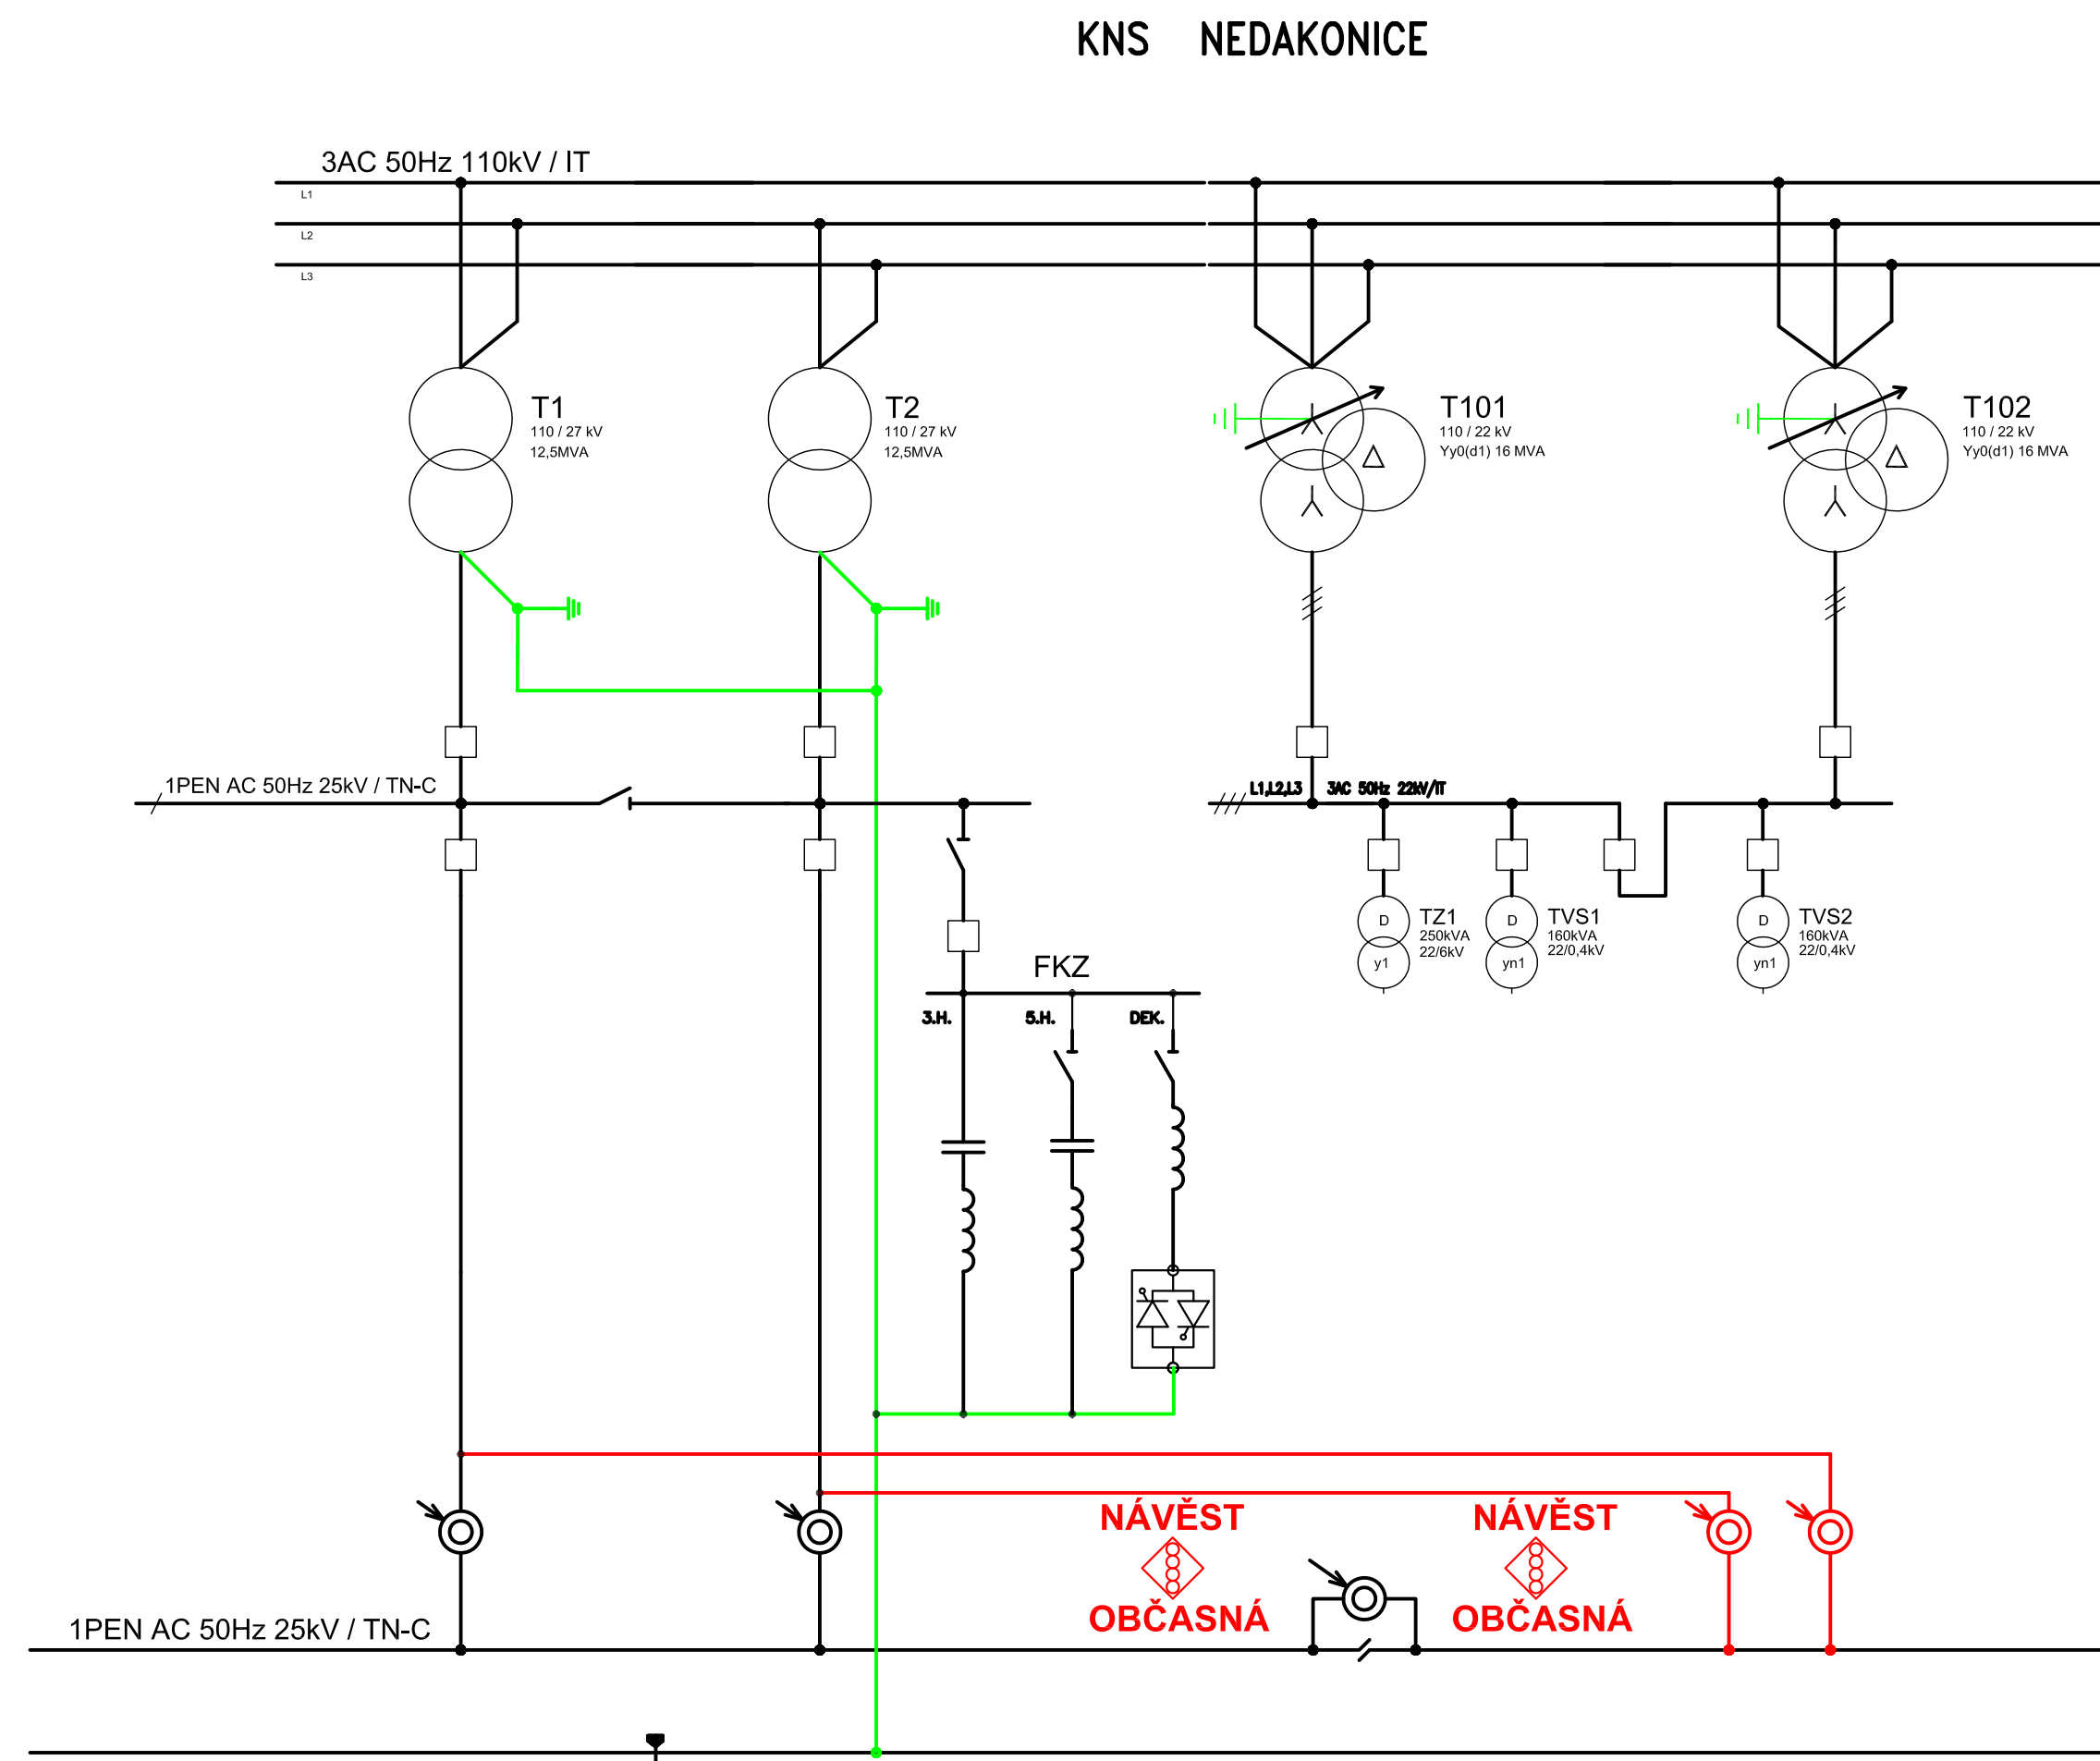 KNS NEDAKONICE
3AC 50Hz 110kV / IT
L1
L2
L3
T1
110 / 27 kV
12,5MVA
T2
110 / 27 kV
12,5MVA
T101
110 / 22 kV
Yy0(d1) 16 MVA
T102
110 / 22 kV
Yy0(d1) 16 MVA
1PEN AC 50Hz 25kV / TN-C
L1,L2,L3 3AC 50Hz 22kV/IT
D
y1
TZ1
250kVA
22/6kV
D
yn1
TVS1
160kVA
22/0,4kV
D
yn1
TVS2
160kVA
22/0,4kV
FKZ
3.H.
5.H.
DEK.
NÁVĚST
OBČASNÁ
NÁVĚST
OBČASNÁ
1PEN AC 50Hz 25kV / TN-C